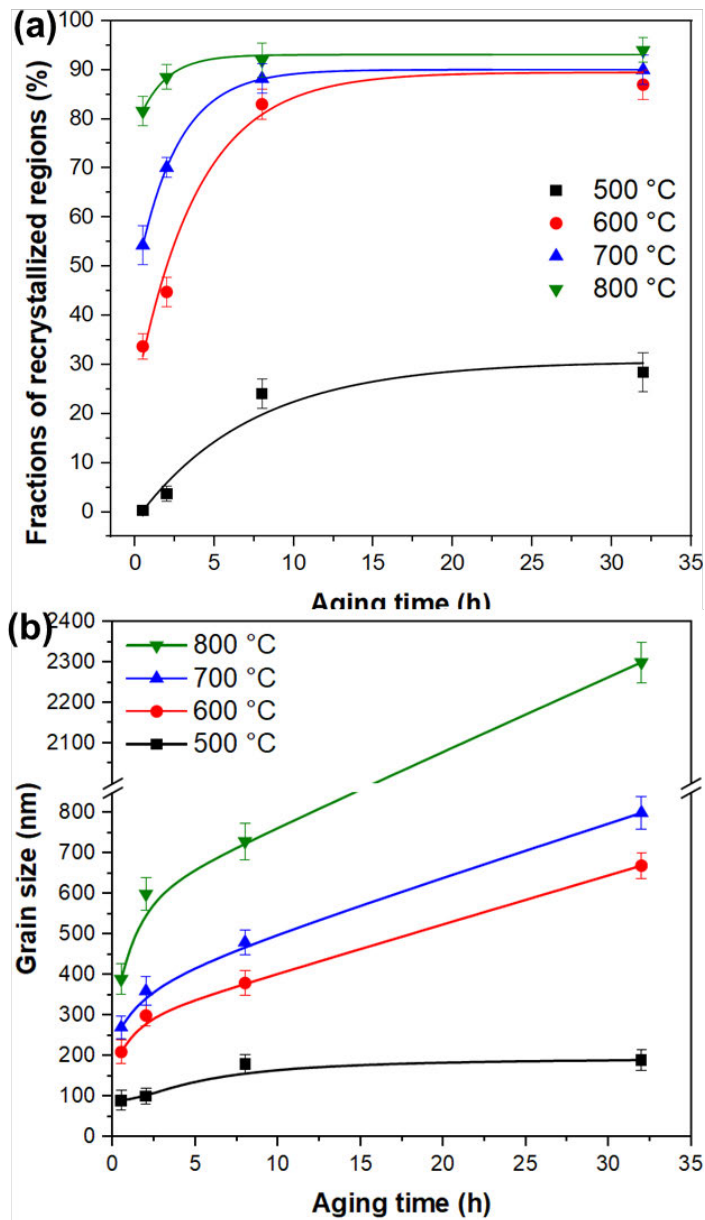 (a)
100
90
80
70
60
50
40
30
20
10
0
Fractions of recrystallized regions (%)
500 °C
600 °C
700 °C
800 °C
0 5 10 15 20 25 30 35
Aging time (h)
(b)
2400
2300
2200
2100
800
700
600
500
400
300
200
100
0
Grain size (nm)
800 °C
700 °C
600 °C
500 °C
0 5 10 15 20 25 30 35
Aging time (h)